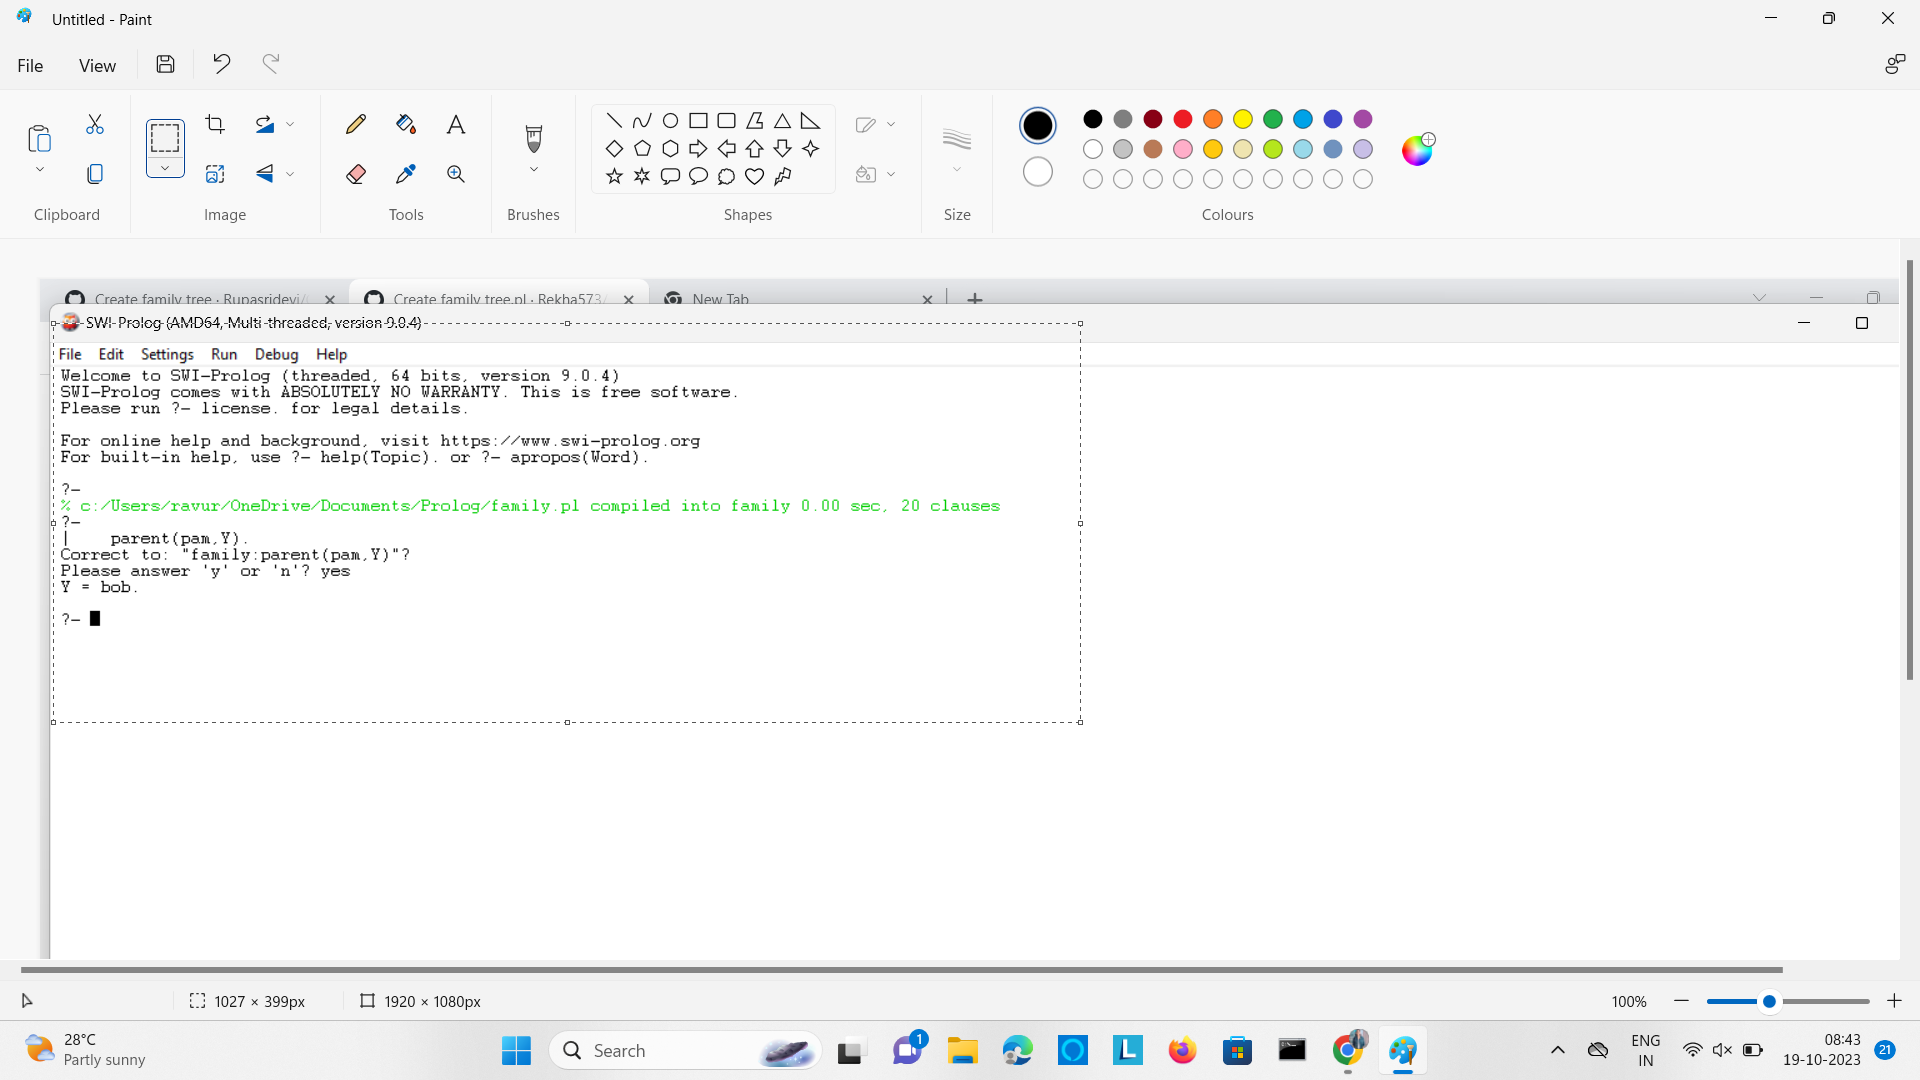 Untitled - Paint
File View
Clipboard Image Tools Brushes Shapes Size Colours
Create family tree · Rupasridevi/ Create family tree.pl · Rekha573/ New Tab
SWI-Prolog (AMD64, Multi-threaded, version 9.0.4)
File Edit Settings Run Debug Help
Welcome to SWI-Prolog (threaded, 64 bits, version 9.0.4)
SWI-Prolog comes with ABSOLUTELY NO WARRANTY. This is free software.
Please run ?- license. for legal details.
For online help and background, visit https://www.swi-prolog.org
For built-in help, use ?- help(Topic). or ?- apropos(Word).
?-
% c:/Users/ravur/OneDrive/Documents/Prolog/family.pl compiled into family 0.00 sec, 20 clauses
?-
| parent(pam,Y).
Correct to: "family:parent(pam,Y)"?
Please answer 'y' or 'n'? yes
Y = bob.
?-
1027 × 399px 1920 × 1080px 100%
28°C
Partly sunny
Search
1
ENG
IN
08:43
19-10-2023
21